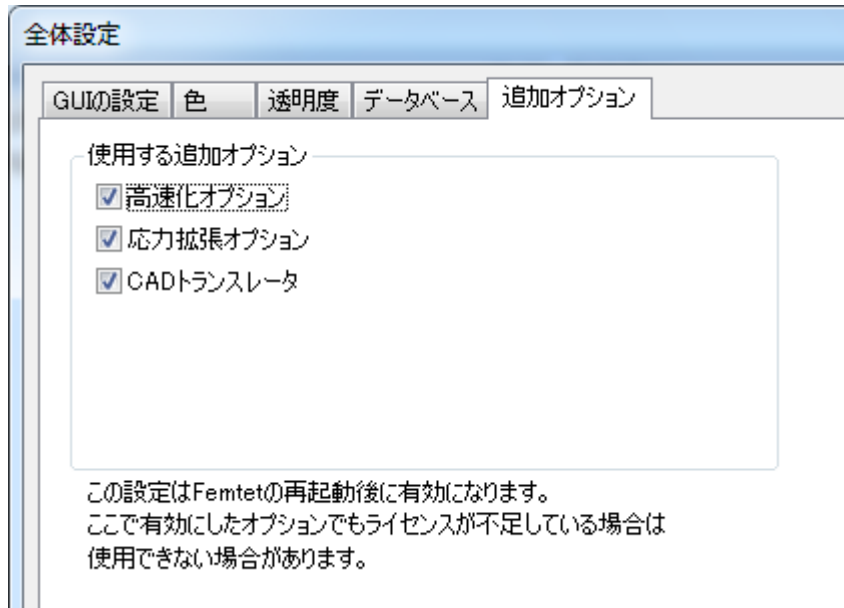 全体設定
GUIの設定 色 透明度 データベース 追加オプション
使用する追加オプション
高速化オプション
応力拡張オプション
CADトランスレータ
この設定はFemtetの再起動後に有効になります。
ここで有効にしたオプションでもライセンスが不足している場合は
使用できない場合があります。